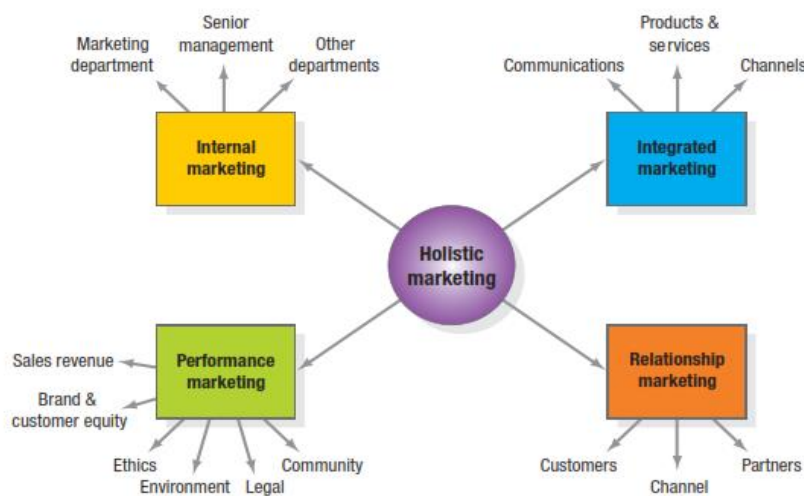 Senior
management
Marketing
department
Other
departments
Products &
services
Communications
Channels
Internal
marketing
Integrated
marketing
Holistic
marketing
Performance
marketing
Relationship
marketing
Sales revenue
Brand &
customer equity
Ethics
Environment
Legal
Community
Customers
Channel
Partners